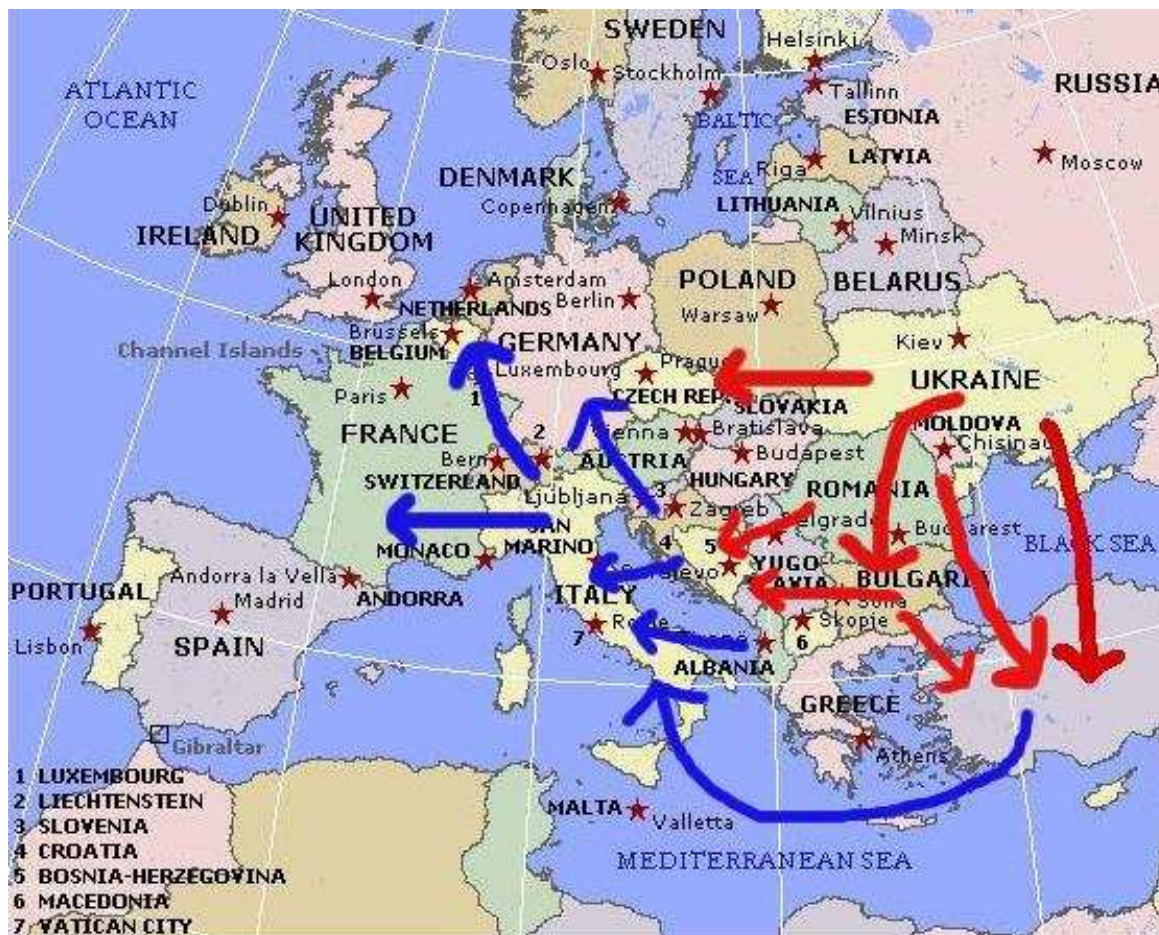 SWEDEN
Helsinki
Oslo
Stockholm
RUSSIA
ATLANTIC
OCEAN
Tallinn
BALTIC
SEA
ESTONIA
LATVIA
Riga
Moscow
DENMARK
Copenhagen
LITHUANIA
Vilnius
Dublin
IRELAND
UNITED
KINGDOM
Minsk
BELARUS
London
Amsterdam
NETHERLANDS
Berlin
POLAND
Warsaw
Brussels
BELGIUM
GERMANY
Kiev
Channel Islands
Luxembourg
Prague
CZECH REP.
UKRAINE
Paris
1
SLOVAKIA
MOLDOVA
FRANCE
2
Bratislava
Chisinau
Bern
AUSTRIA
Budapest
SWITZERLAND
HUNGARY
Ljubljana
3
Zagreb
ROMANIA
SAN
MARINO
4
5
Belgrade
Bucharest
BLACK SEA
MONACO
YUGO
AVIA
BULGARI
Andorra la Vella
ANDORRA
ITALY
Sofia
PORTUGAL
Madrid
7
Skopje
Lisbon
SPAIN
ALBANIA
6
GREECE
Gibraltar
Athens
1 LUXEMBOURG
2 LIECHTENSTEIN
3 SLOVENIA
4 CROATIA
5 BOSNIA-HERZEGOVINA
6 MACEDONIA
7 VATICAN CITY
MALTA
Valletta
MEDITERRANEAN SEA